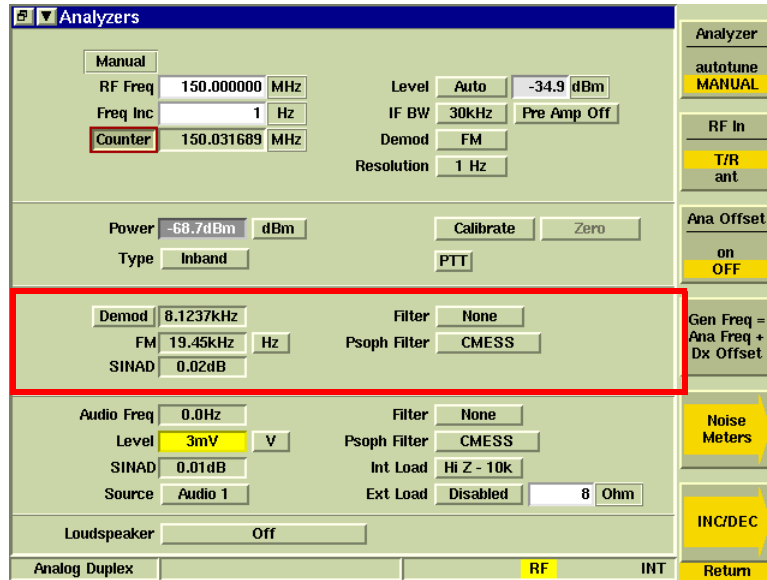 Analyzers
Manual
RF Freq 150.000000 MHz Level Auto -34.9 dBm
Freq Inc 1 Hz IF BW 30kHz Pre Amp Off
Counter 150.031689 MHz Demod FM
Resolution 1 Hz
Power -68.7dBm dBm Calibrate Zero
Type Inband PTT
Demod 8.1237kHz Filter None
FM 19.45kHz Hz Psoph Filter CMESS
SINAD 0.02dB
Audio Freq 0.0Hz Filter None
Level 3mV V Psoph Filter CMESS
SINAD 0.01dB Int Load Hi Z - 10k
Source Audio 1 Ext Load Disabled 8 Ohm
Loudspeaker Off
Analog Duplex RF INT
Analyzer
autotune
MANUAL
RF In
T/R
ant
Ana Offset
on
OFF
Gen Freq =
Ana Freq +
Dx Offset
Noise
Meters
INC/DEC
Return